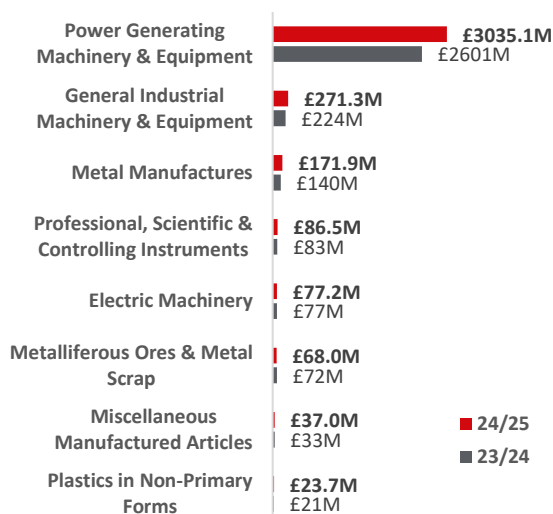 Power Generating
Machinery & Equipment
£3035.1M
£2601M
General Industrial
Machinery & Equipment
£271.3M
£224M
Metal Manufactures
£171.9M
£140M
Professional, Scientific &
Controlling Instruments
£86.5M
£83M
Electric Machinery
£77.2M
£77M
Metalliferous Ores & Metal
Scrap
£68.0M
£72M
Miscellaneous
Manufactured Articles
£37.0M
£33M
Plastics in Non-Primary
Forms
£23.7M
£21M
24/25
23/24